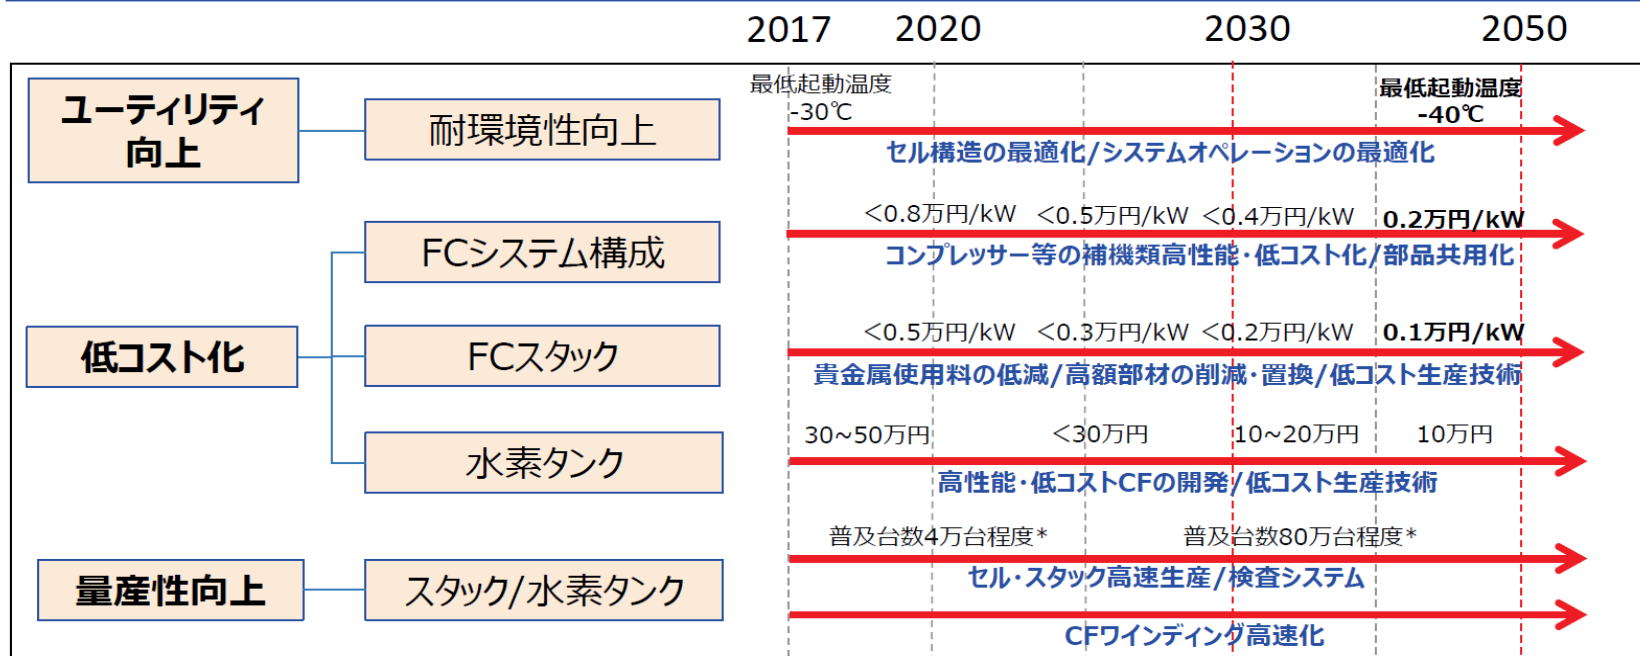 2017 2020 2030 2050
ユーティリティ
向上
耐環境性向上
最低起動温度
-30℃
最低起動温度
-40℃
セル構造の最適化/システムオペレーションの最適化
FCシステム構成
<0.8万円/kW <0.5万円/kW <0.4万円/kW 0.2万円/kW
コンプレッサー等の補機類高性能・低コスト化/部品共用化
低コスト化
FCスタック
<0.5万円/kW <0.3万円/kW <0.2万円/kW 0.1万円/kW
貴金属使用料の低減/高額部材の削減・置換/低コスト生産技術
水素タンク
30~50万円 <30万円 10~20万円 10万円
高性能・低コストCFの開発/低コスト生産技術
量産性向上
スタック/水素タンク
普及台数4万台程度* 普及台数80万台程度*
セル・スタック高速生産/検査システム
CFワインディング高速化